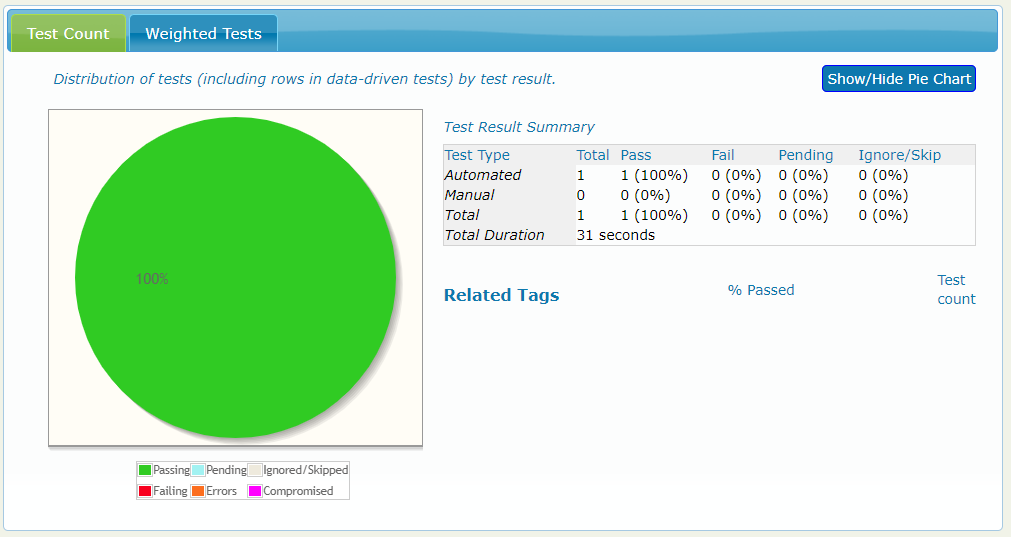 Test Count
Weighted Tests
Distribution of tests (including rows in data-driven tests) by test result.
Show/Hide Pie Chart
100%
Passing Pending Ignored/Skipped
Failing Errors Compromised
Test Result Summary
Test Type Total Pass Fail Pending Ignore/Skip
Automated 1 1 (100%) 0 (0%) 0 (0%) 0 (0%)
Manual 0 0 (0%) 0 (0%) 0 (0%) 0 (0%)
Total 1 1 (100%) 0 (0%) 0 (0%) 0 (0%)
Total Duration 31 seconds
Related Tags
% Passed
Test
count